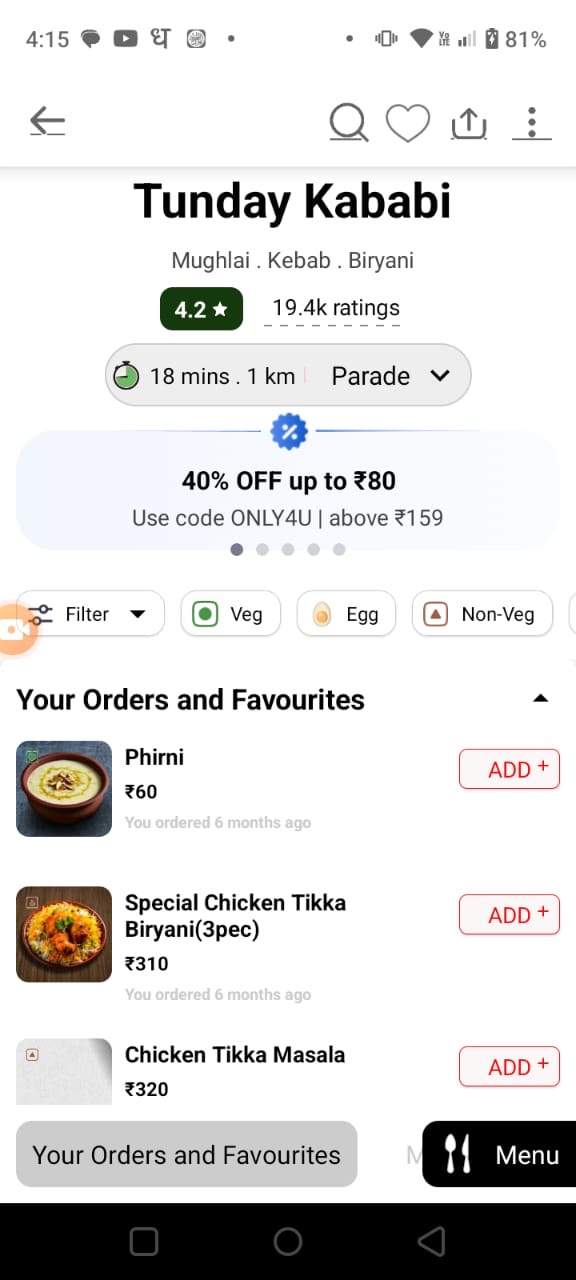 4:15 ध 81%
Tunday Kababi
Mughlai . Kebab . Biryani
4.2 ★ 19.4k ratings
18 mins . 1 km Parade
40% OFF up to ₹80
Use code ONLY4U | above ₹159
Filter Veg Egg Non-Veg
Your Orders and Favourites
Phirni
₹60
ADD +
You ordered 6 months ago
Special Chicken Tikka
Biryani(3pec)
₹310
ADD +
You ordered 6 months ago
Chicken Tikka Masala
₹320
ADD +
Your Orders and Favourites
Menu